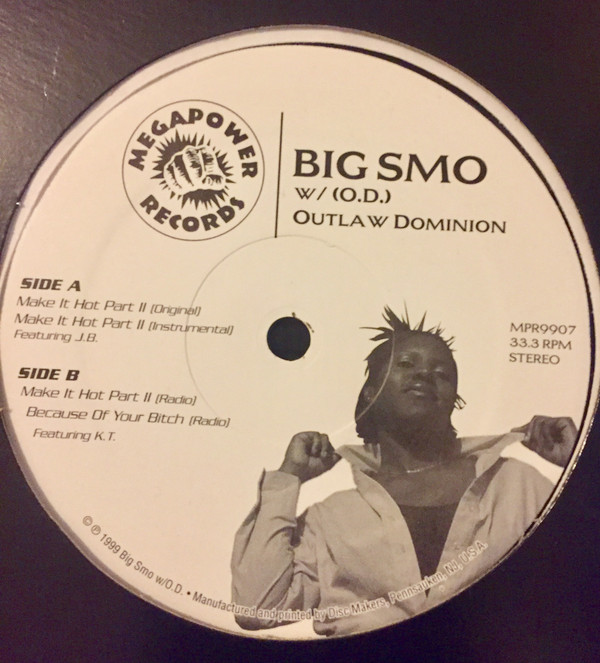 MEGAPOWER
RECORDS
BIG SMO
W/ (O.D.)
OUTLAW DOMINION
SIDE A
Make It Hot Part II (Original)
Make It Hot Part II (Instrumental)
Featuring J.B.
SIDE B
Make It Hot Part II (Radio)
Because Of Your Bitch (Radio)
Featuring K.T.
MPR9907
33.3 RPM
STEREO
© ℗ 1999 Big Smo w/O.D. • Manufactured and printed by Disc Makers, Pennsauken, NJ, U.S.A.